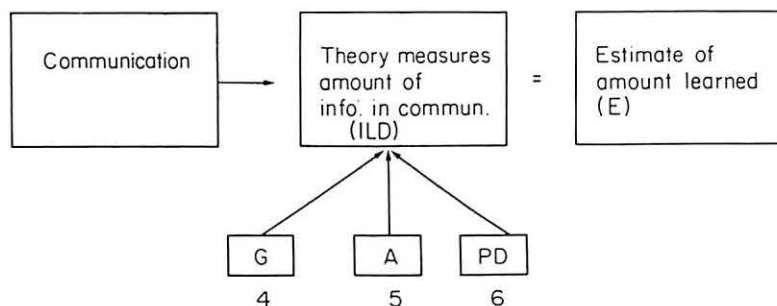 Communication
Theory measures
amount of
info. in commun.
(ILD)
=
Estimate of
amount learned
(E)
G
A
PD
4
5
6